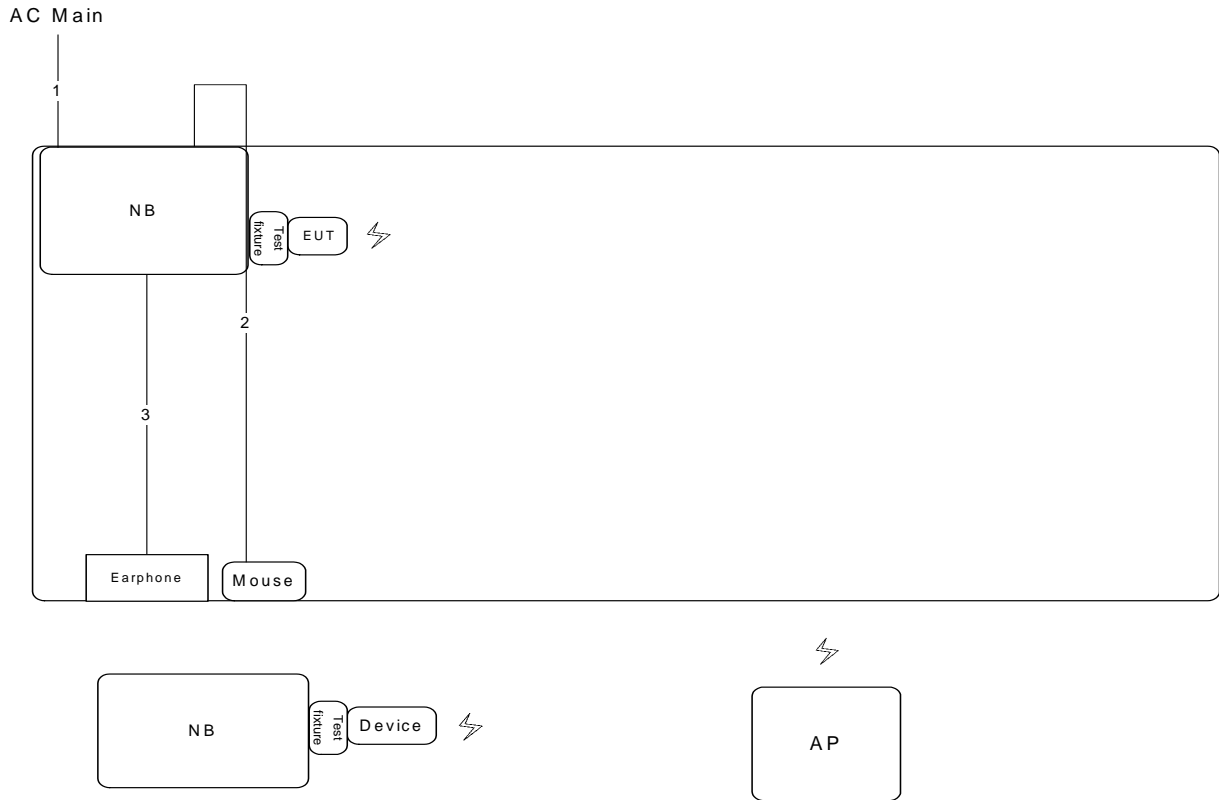 AC Main
1
NB
Test
fixture
EUT
2
3
Earphone
Mouse
NB
Test
fixture
Device
AP